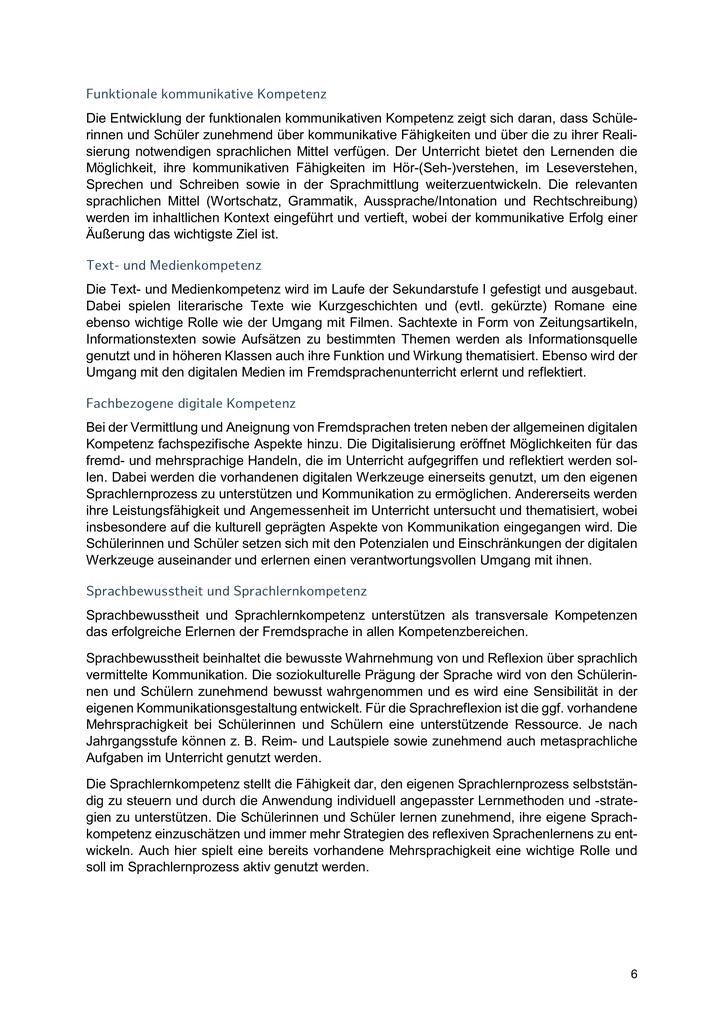 Funktionale kommunikative Kompetenz
Die Entwicklung der funktionalen kommunikativen Kompetenz zeigt sich daran, dass Schüle-
rinnen und Schüler zunehmend über kommunikative Fähigkeiten und über die zu ihrer Reali-
sierung notwendigen sprachlichen Mittel verfügen. Der Unterricht bietet den Lernenden die
Möglichkeit, ihre kommunikativen Fähigkeiten im Hör-(Seh-)verstehen, im Leseverstehen,
Sprechen und Schreiben sowie in der Sprachmittlung weiterzuentwickeln. Die relevanten
sprachlichen Mittel (Wortschatz, Grammatik, Aussprache/Intonation und Rechtschreibung)
werden im inhaltlichen Kontext eingeführt und vertieft, wobei der kommunikative Erfolg einer
Äußerung das wichtigste Ziel ist.
Text- und Medienkompetenz
Die Text- und Medienkompetenz wird im Laufe der Sekundarstufe I gefestigt und ausgebaut.
Dabei spielen literarische Texte wie Kurzgeschichten und (evtl. gekürzte) Romane eine
ebenso wichtige Rolle wie der Umgang mit Filmen. Sachtexte in Form von Zeitungsartikeln,
Informationstexten sowie Aufsätzen zu bestimmten Themen werden als Informationsquelle
genutzt und in höheren Klassen auch ihre Funktion und Wirkung thematisiert. Ebenso wird der
Umgang mit den digitalen Medien im Fremdsprachenunterricht erlernt und reflektiert.
Fachbezogene digitale Kompetenz
Bei der Vermittlung und Aneignung von Fremdsprachen treten neben der allgemeinen digitalen
Kompetenz fachspezifische Aspekte hinzu. Die Digitalisierung eröffnet Möglichkeiten für das
fremd- und mehrsprachige Handeln, die im Unterricht aufgegriffen und reflektiert werden sol-
len. Dabei werden die vorhandenen digitalen Werkzeuge einerseits genutzt, um den eigenen
Sprachlernprozess zu unterstützen und Kommunikation zu ermöglichen. Andererseits werden
ihre Leistungsfähigkeit und Angemessenheit im Unterricht untersucht und thematisiert, wobei
insbesondere auf die kulturell geprägten Aspekte von Kommunikation eingegangen wird. Die
Schülerinnen und Schüler setzen sich mit den Potenzialen und Einschränkungen der digitalen
Werkzeuge auseinander und erlernen einen verantwortungsvollen Umgang mit ihnen.
Sprachbewusstheit und Sprachlernkompetenz
Sprachbewusstheit und Sprachlernkompetenz unterstützen als transversale Kompetenzen
das erfolgreiche Erlernen der Fremdsprache in allen Kompetenzbereichen.
Sprachbewusstheit beinhaltet die bewusste Wahrnehmung von und Reflexion über sprachlich
vermittelte Kommunikation. Die soziokulturelle Prägung der Sprache wird von den Schülerin-
nen und Schülern zunehmend bewusst wahrgenommen und es wird eine Sensibilität in der
eigenen Kommunikationsgestaltung entwickelt. Für die Sprachreflexion ist die ggf. vorhandene
Mehrsprachigkeit bei Schülerinnen und Schülern eine unterstützende Ressource. Je nach
Jahrgangsstufe können z. B. Reim- und Lautspiele sowie zunehmend auch metasprachliche
Aufgaben im Unterricht genutzt werden.
Die Sprachlernkompetenz stellt die Fähigkeit dar, den eigenen Sprachlernprozess selbststän-
dig zu steuern und durch die Anwendung individuell angepasster Lernmethoden und -strate-
gien zu unterstützen. Die Schülerinnen und Schüler lernen zunehmend, ihre eigene Sprach-
kompetenz einzuschätzen und immer mehr Strategien des reflexiven Sprachenlernens zu ent-
wickeln. Auch hier spielt eine bereits vorhandene Mehrsprachigkeit eine wichtige Rolle und
soll im Sprachlernprozess aktiv genutzt werden.
6